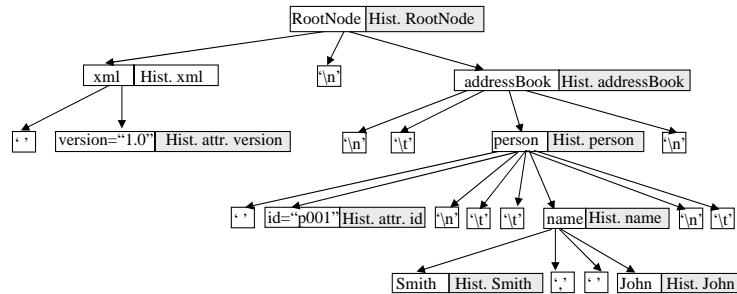 RootNode Hist. RootNode
xml Hist. xml
‘\n’
addressBook Hist. addressBook
‘ ’
version=“1.0” Hist. attr. version
‘\n’
‘\t’
person Hist. person
‘\n’
‘ ’
id=“p001” Hist. attr. id
‘\n’
‘\t’
‘\t’
name Hist. name
‘\n’
‘\t’
Smith Hist. Smith
‘,’
‘ ’
John Hist. John